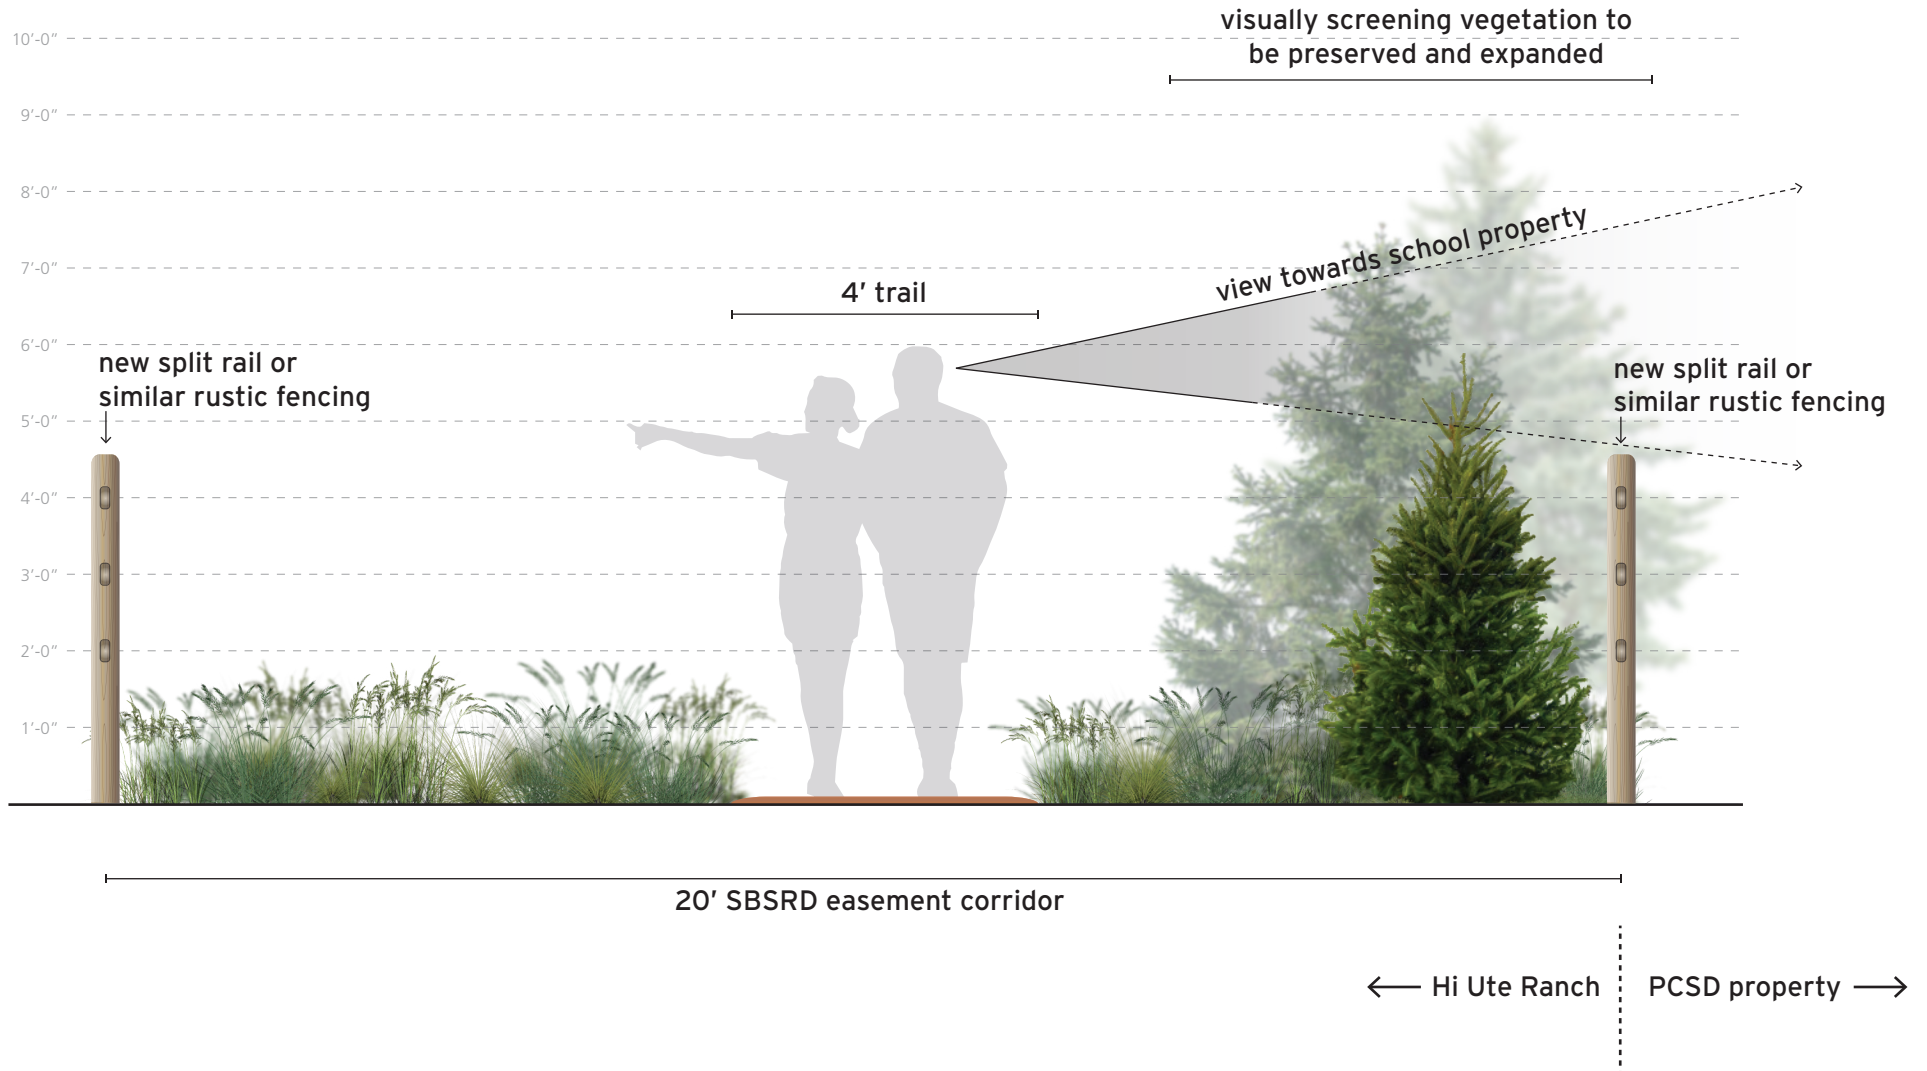 visually screening vegetation to
be preserved and expanded
10'-0"
9'-0"
8'-0"
7'-0"
6'-0"
5'-0"
4'-0"
3'-0"
2'-0"
1'-0"
view towards school property
4' trail
new split rail or
similar rustic fencing
new split rail or
similar rustic fencing
20' SBSRD easement corridor
Hi Ute Ranch
PCSD property